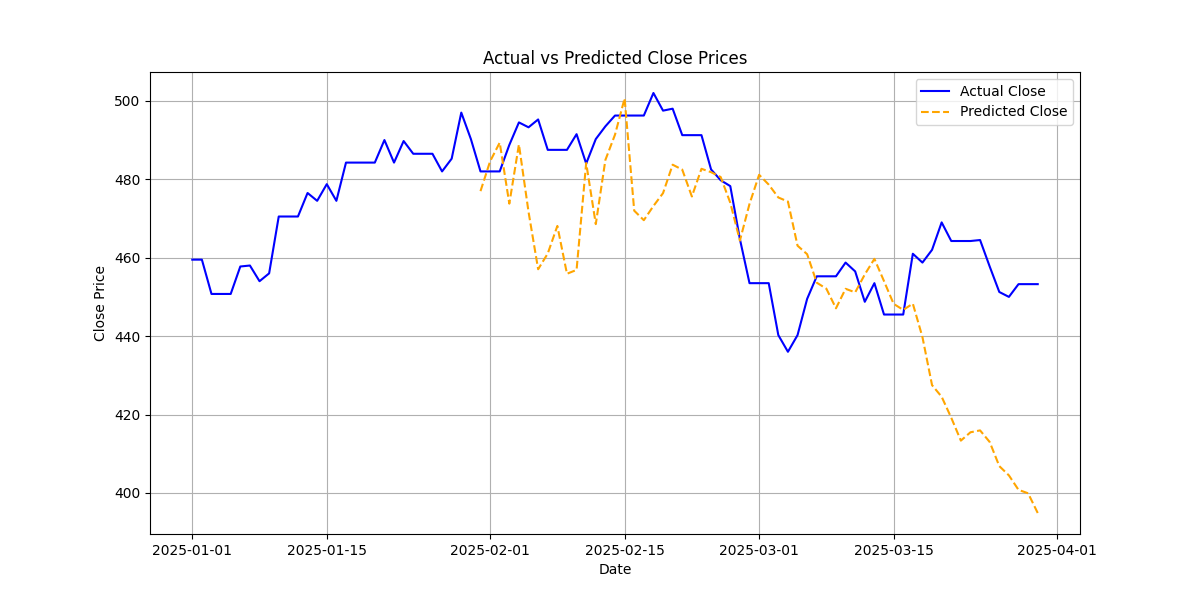 Actual vs Predicted Close Prices
Actual Close
Predicted Close
500
480
460
440
420
400
Close Price
2025-01-01
2025-01-15
2025-02-01
2025-02-15
2025-03-01
2025-03-15
2025-04-01
Date